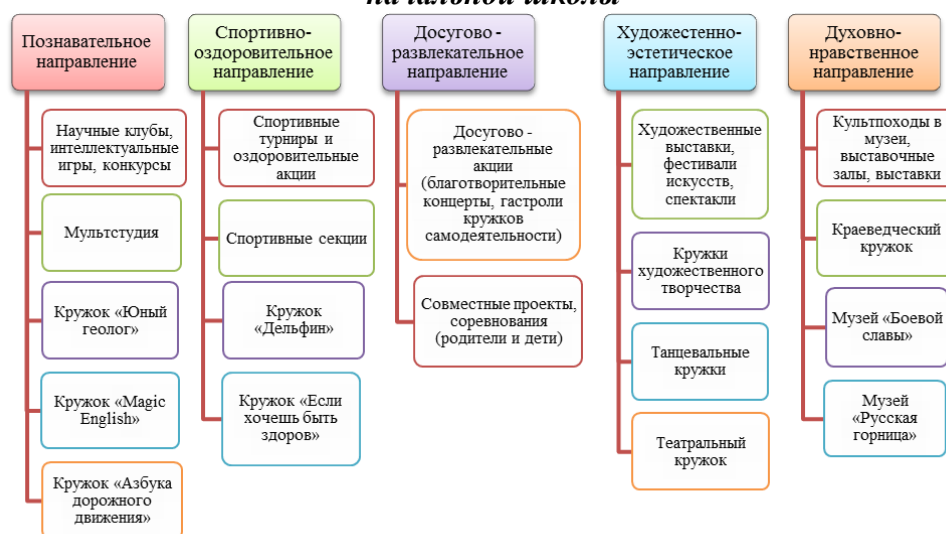 начальной школы
Познавательное
направление
Научные клубы,
интеллектуальные
игры, конкурсы
Мультстудия
Кружок «Юный
геолог»
Кружок «Magic
English»
Кружок «Азбука
дорожного
движения»
Спортивно-
оздоровительное
направление
Спортивные
турниры и
оздоровительные
акции
Спортивные секции
Кружок
«Дельфин»
Кружок «Если
хочешь быть
здоров»
Досугово -
развлекательное
направление
Досугово -
развлекательные
акции
(благотворительные
концерты, гастроли
кружков
самодеятельности)
Совместные проекты,
соревнования
(родители и дети)
Художестенно-
эстетическое
направление
Художественные
выставки,
фестивали
искусств,
спектакли
Кружки
художественного
творчества
Танцевальные
кружки
Театральный
кружок
Духовно-
нравственное
направление
Культпоходы в
музеи,
выставочные
залы, выставки
Краеведческий
кружок
Музей «Боевой
славы»
Музей
«Русская
горница»